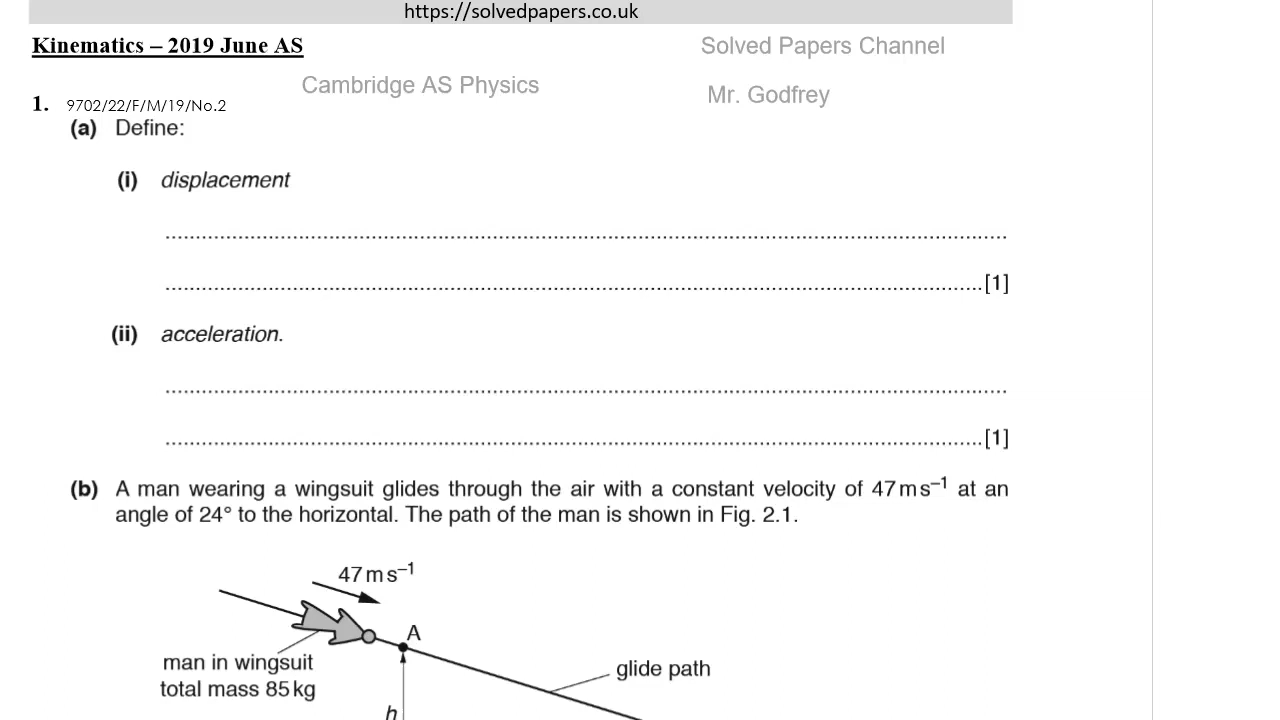 https://solvedpapers.co.uk
Kinematics – 2019 June AS
Solved Papers Channel
Cambridge AS Physics
Mr. Godfrey
1. 9702/22/F/M/19/No.2
(a) Define:
(i) displacement
[1]
(ii) acceleration.
[1]
(b) A man wearing a wingsuit glides through the air with a constant velocity of 47 m s⁻¹ at an
angle of 24° to the horizontal. The path of the man is shown in Fig. 2.1.
47 m s⁻¹
A
man in wingsuit
total mass 85 kg
glide path
h